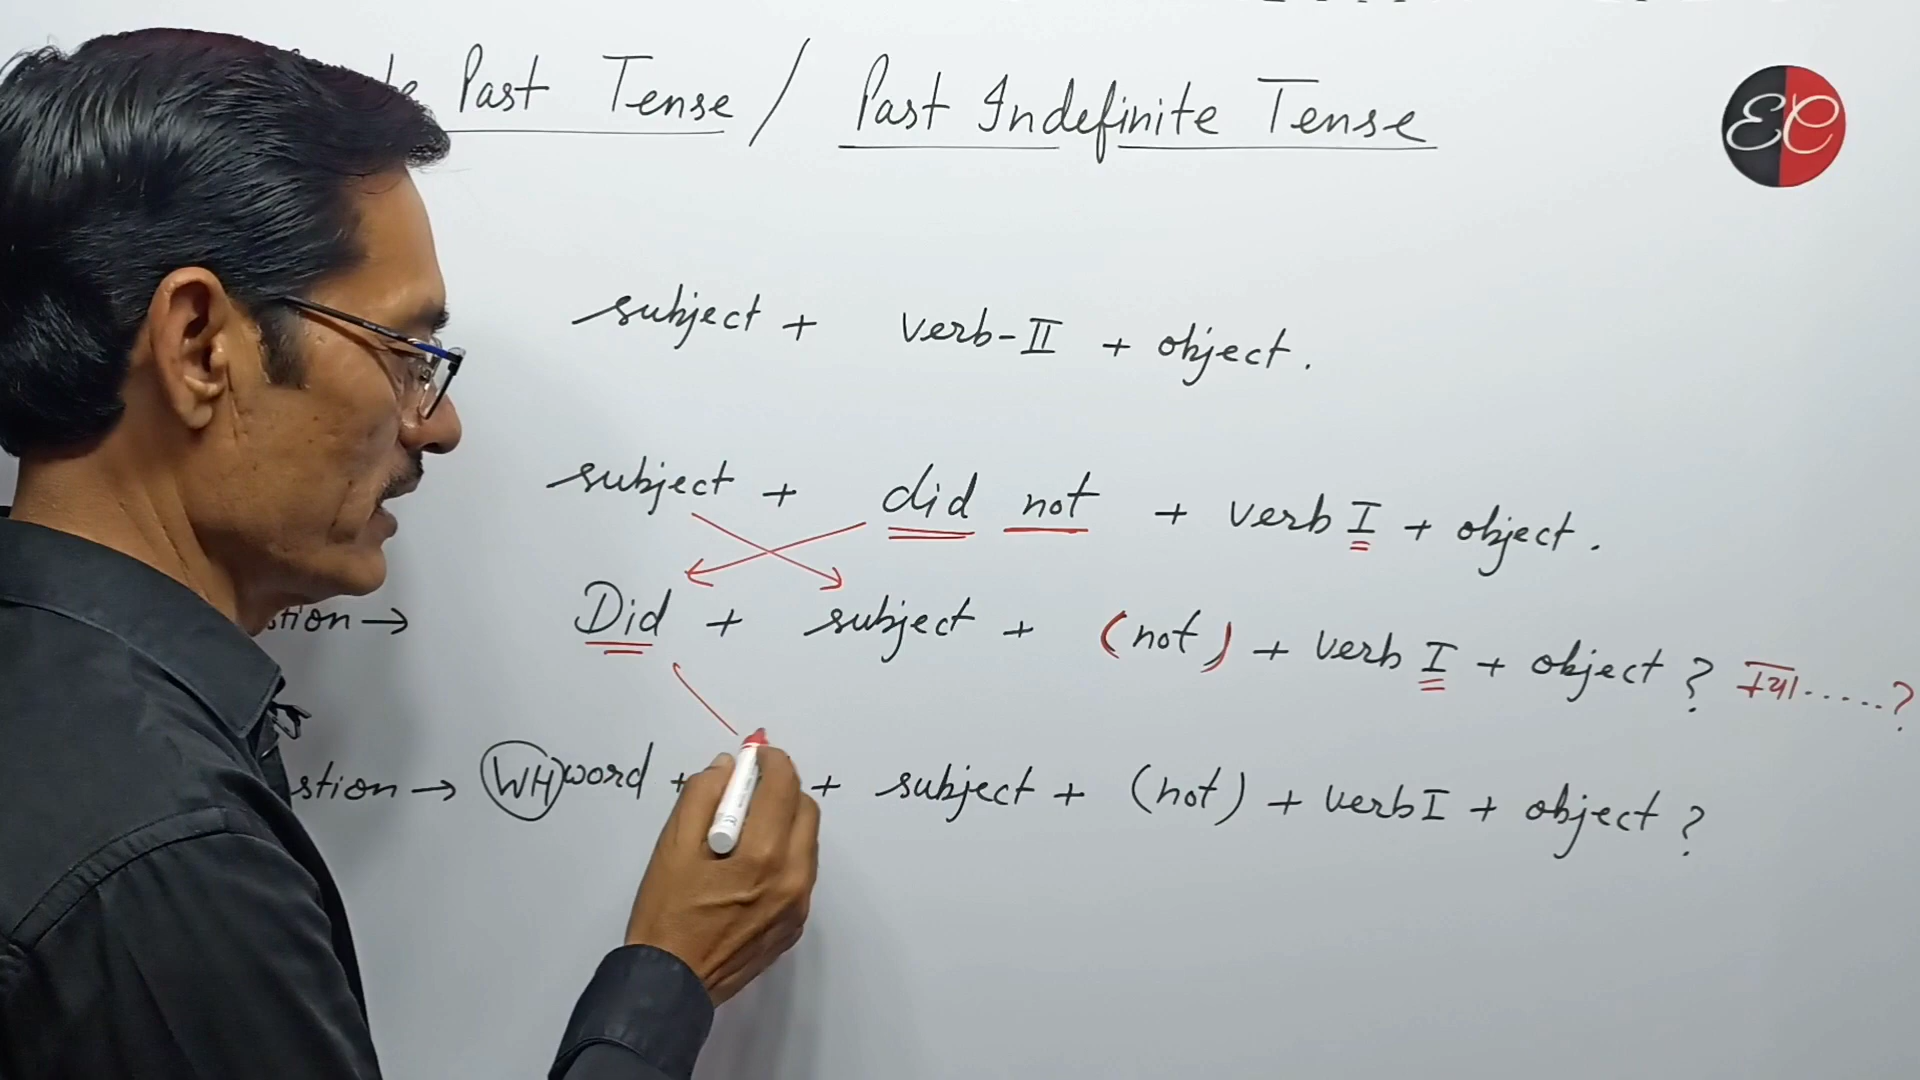 Past Tense / Past Indefinite Tense
EC
subject + verb-II + object.
subject + did not + verb I + object.
Did + subject + (not) + verb I + object ? क्या.....?
WH word + + subject + (not) + verb I + object ?